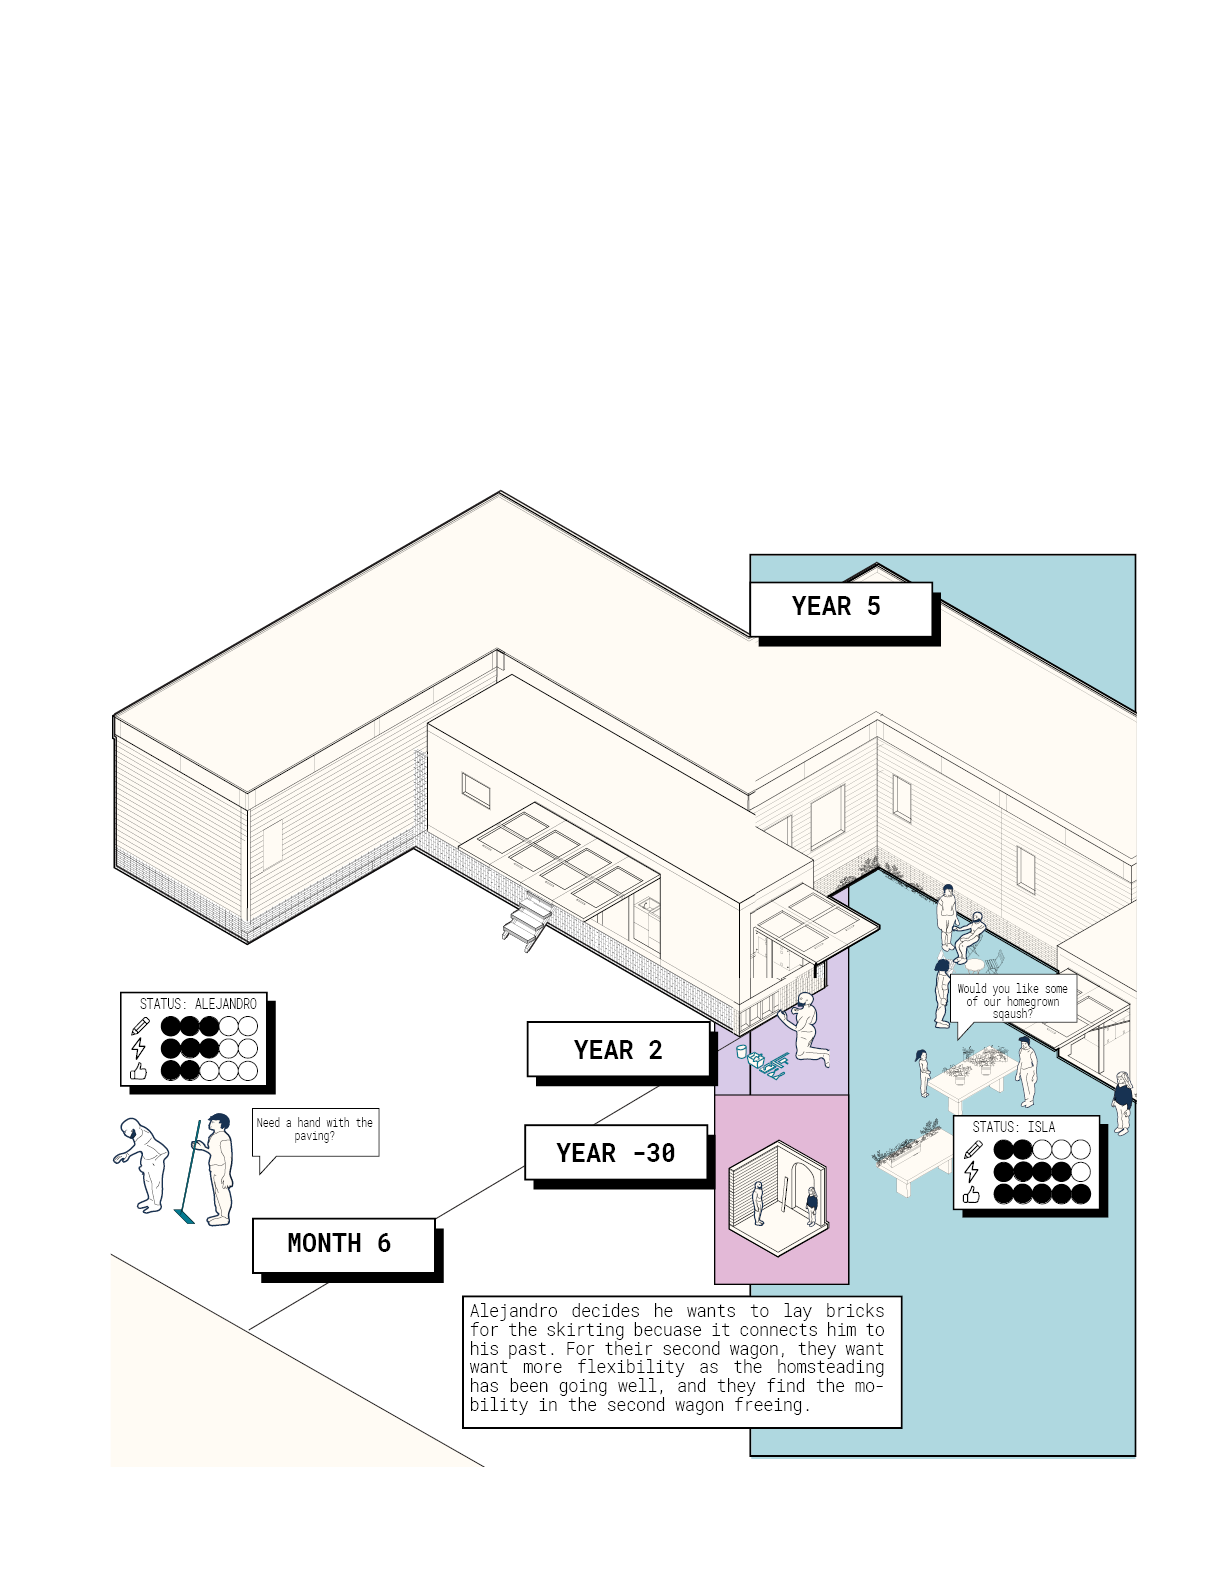 YEAR 5
STATUS: ALEJANDRO
Would you like some
of our homegrown
sqaush?
YEAR 2
Need a hand with the
paving?
STATUS: ISLA
YEAR -30
MONTH 6
Alejandro decides he wants to lay bricks
for the skirting becuase it connects him to
his past. For their second wagon, they want
want more flexibility as the homsteading
has been going well, and they find the mo-
bility in the second wagon freeing.